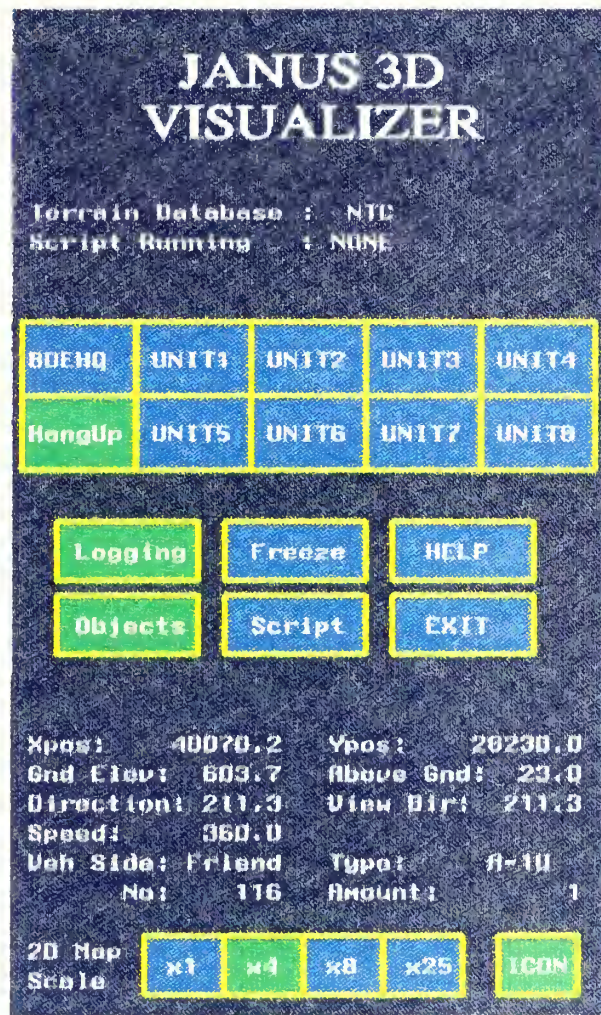 JANUS 3D
VISUALIZER
Terrain Database : NTC
Script Running : NONE
BDEHQ UNIT1 UNIT2 UNIT3 UNIT4
HangUp UNIT5 UNIT6 UNIT7 UNIT8
Logging Freeze HELP
Objects Script EXIT
Xpos: 40070.2 Ypos: 20230.0
Gnd Elev: 603.7 Above Gnd: 23.0
Direction: 211.3 View Dir: 211.3
Speed: 360.0
Veh Side: Friend Type: A-10
No: 116 Amount: 1
2D Map
Scale
x1 x4 x8 x25 ICON